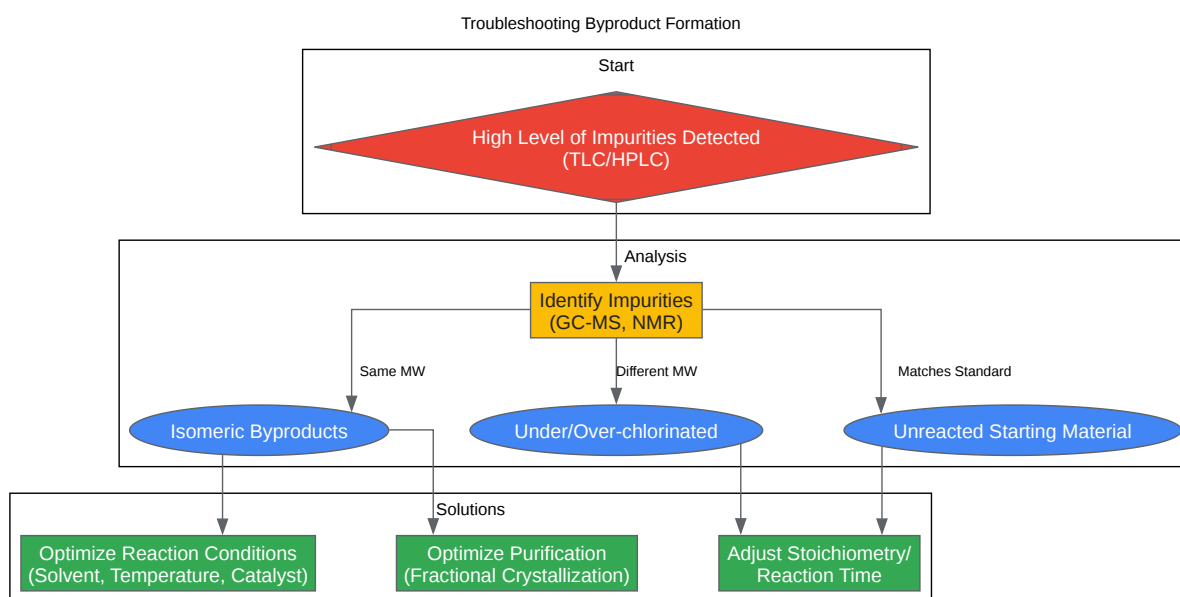 Troubleshooting Byproduct Formation
Start
High Level of Impurities Detected
(TLC/HPLC)
Analysis
Identify Impurities
(GC-MS, NMR)
Same MW
Different MW
Matches Standard
Isomeric Byproducts
Under/Over-chlorinated
Unreacted Starting Material
Solutions
Optimize Reaction Conditions
(Solvent, Temperature, Catalyst)
Optimize Purification
(Fractional Crystallization)
Adjust Stoichiometry/
Reaction Time